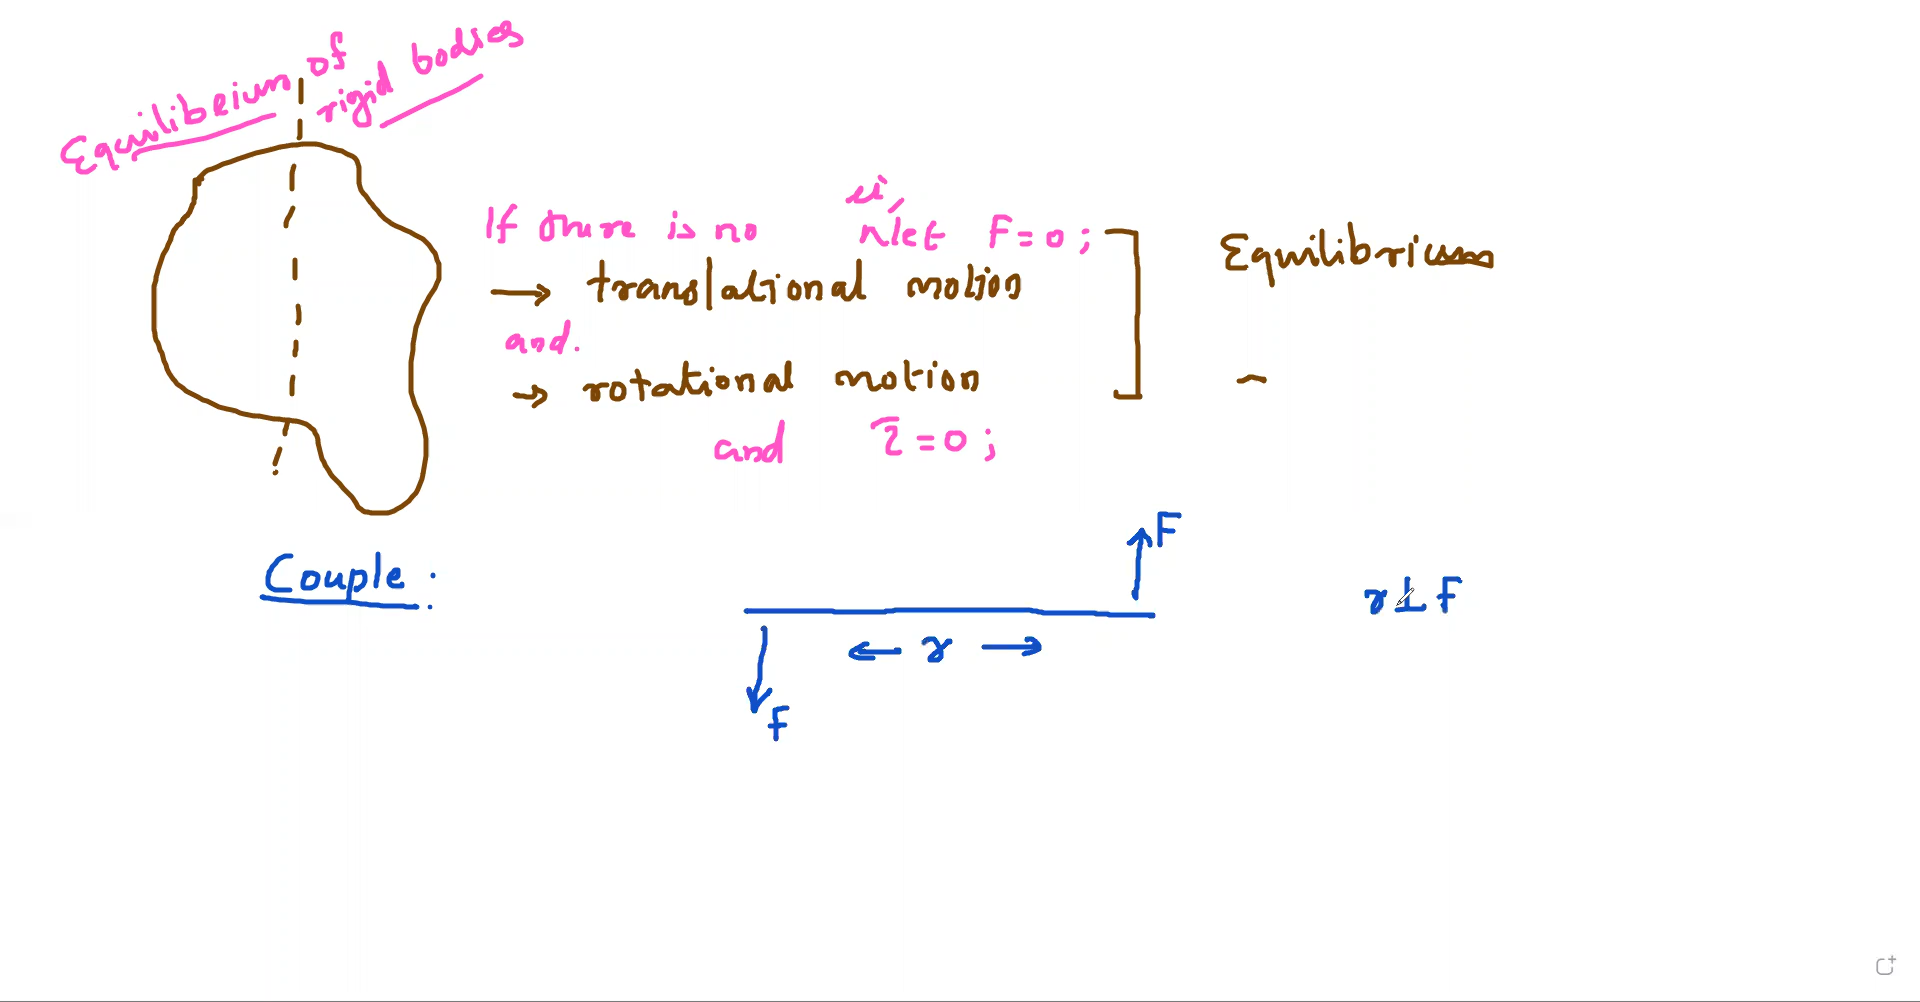 Equilibrium of
rigid bodies
If there is no ie, net F=0;
→ translational motion
and.
→ rotational motion
and τ=0;
Equilibrium
Couple:
F
r
F
r⊥F